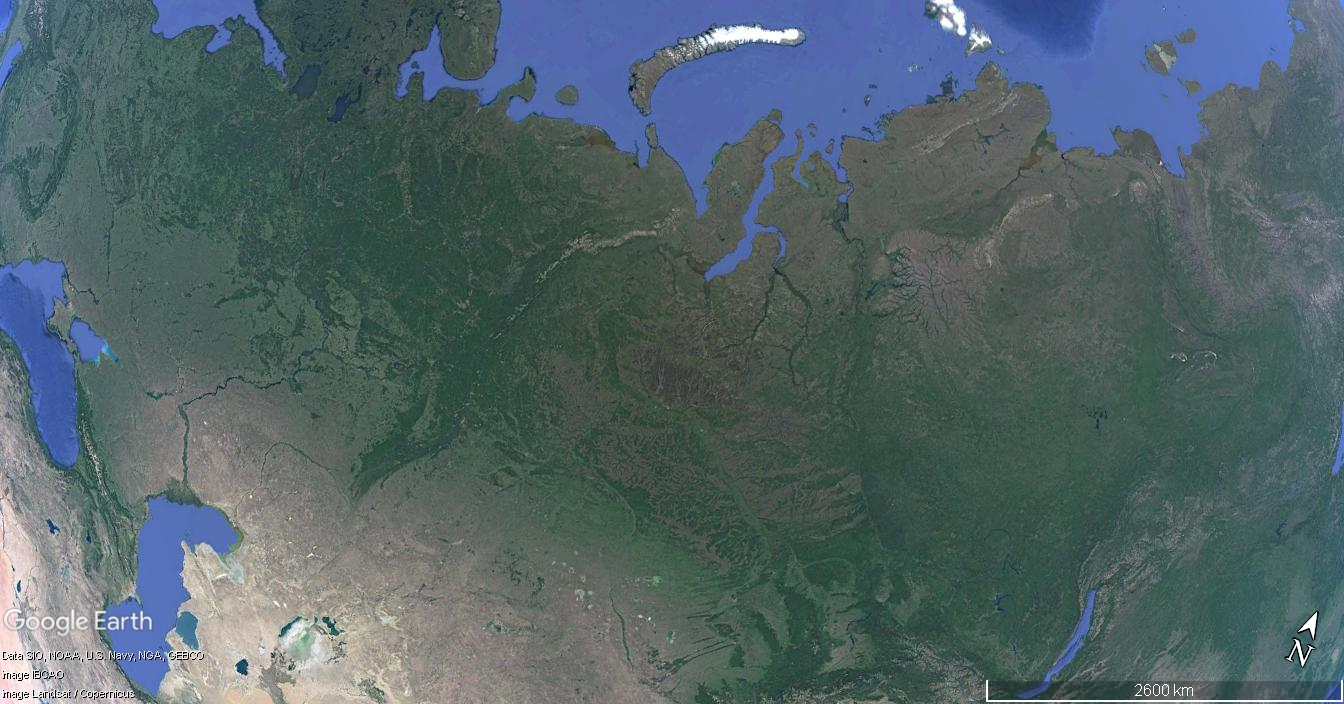 Google Earth
Data SIO, NOAA, U.S. Navy, NGA, GEBCO
Image IBCAO
Image Landsat / Copernicus
N
2600 km